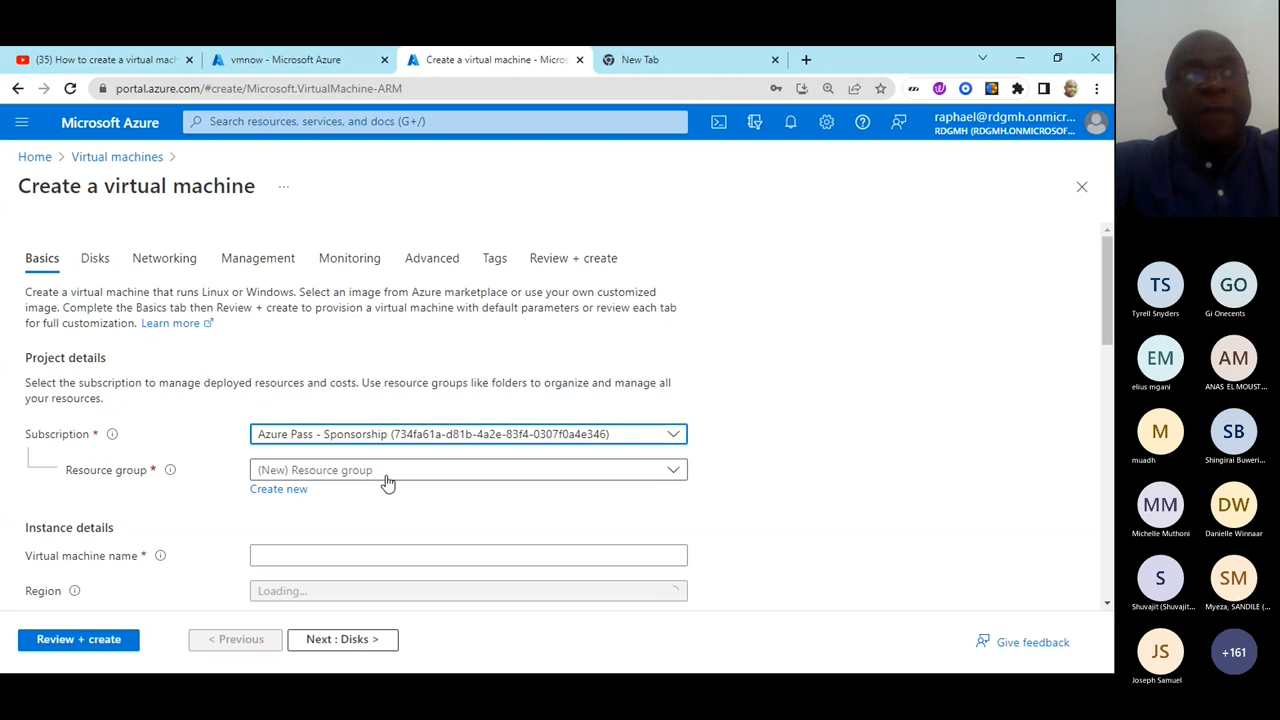 (35) How to create a virtual mach
vmnow - Microsoft Azure
Create a virtual machine - Micros
New Tab
portal.azure.com/#create/Microsoft.VirtualMachine-ARM
Microsoft Azure
Search resources, services, and docs (G+/)
raphael@rdgmh.onmicr...
RDGMH (RDGMH.ONMICROSOF...
Home
Virtual machines
Create a virtual machine
...
Basics
Disks
Networking
Management
Monitoring
Advanced
Tags
Review + create
Create a virtual machine that runs Linux or Windows. Select an image from Azure marketplace or use your own customized
image. Complete the Basics tab then Review + create to provision a virtual machine with default parameters or review each tab
for full customization. Learn more
Project details
Select the subscription to manage deployed resources and costs. Use resource groups like folders to organize and manage all
your resources.
Subscription *
Azure Pass - Sponsorship (734fa61a-d81b-4a2e-83f4-0307f0a4e346)
Resource group *
(New) Resource group
Create new
Instance details
Virtual machine name *
Region
Loading...
Review + create
< Previous
Next : Disks >
Give feedback
TS
GO
Tyrell Snyders
Gi Onecents
EM
AM
elius mgani
ANAS EL MOUST...
M
SB
muadh
Shingirai Buweri...
MM
DW
Michelle Muthoni
Danielle Winnaar
S
SM
Shuvajit (Shuvajit...
Myeza, SANDILE (...
JS
+161
Joseph Samuel